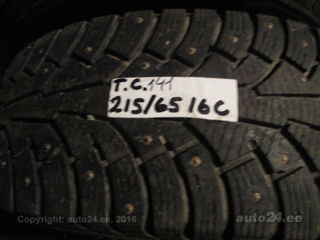 T.C.141
215/65 16C
Copyright: auto24.ee, 2016
auto24.ee